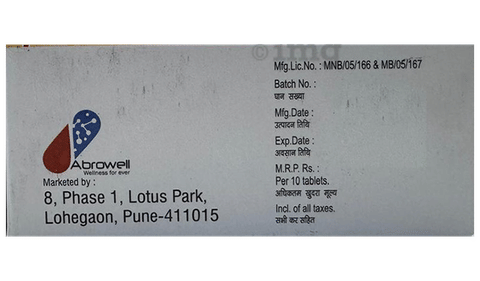 Abrowell
Wellness for ever
Marketed by :
8, Phase 1, Lotus Park,
Lohegaon, Pune-411015
Mfg.Lic.No. : MNB/05/166 & MB/05/167
Batch No. :
घान संख्या
Mfg.Date :
उत्पादन तिथि
Exp.Date :
अवसान तिथि
M.R.P. Rs :
Per 10 tablets.
अधिकतम खुदरा मूल्य
Incl. of all taxes.
सभी कर सहित